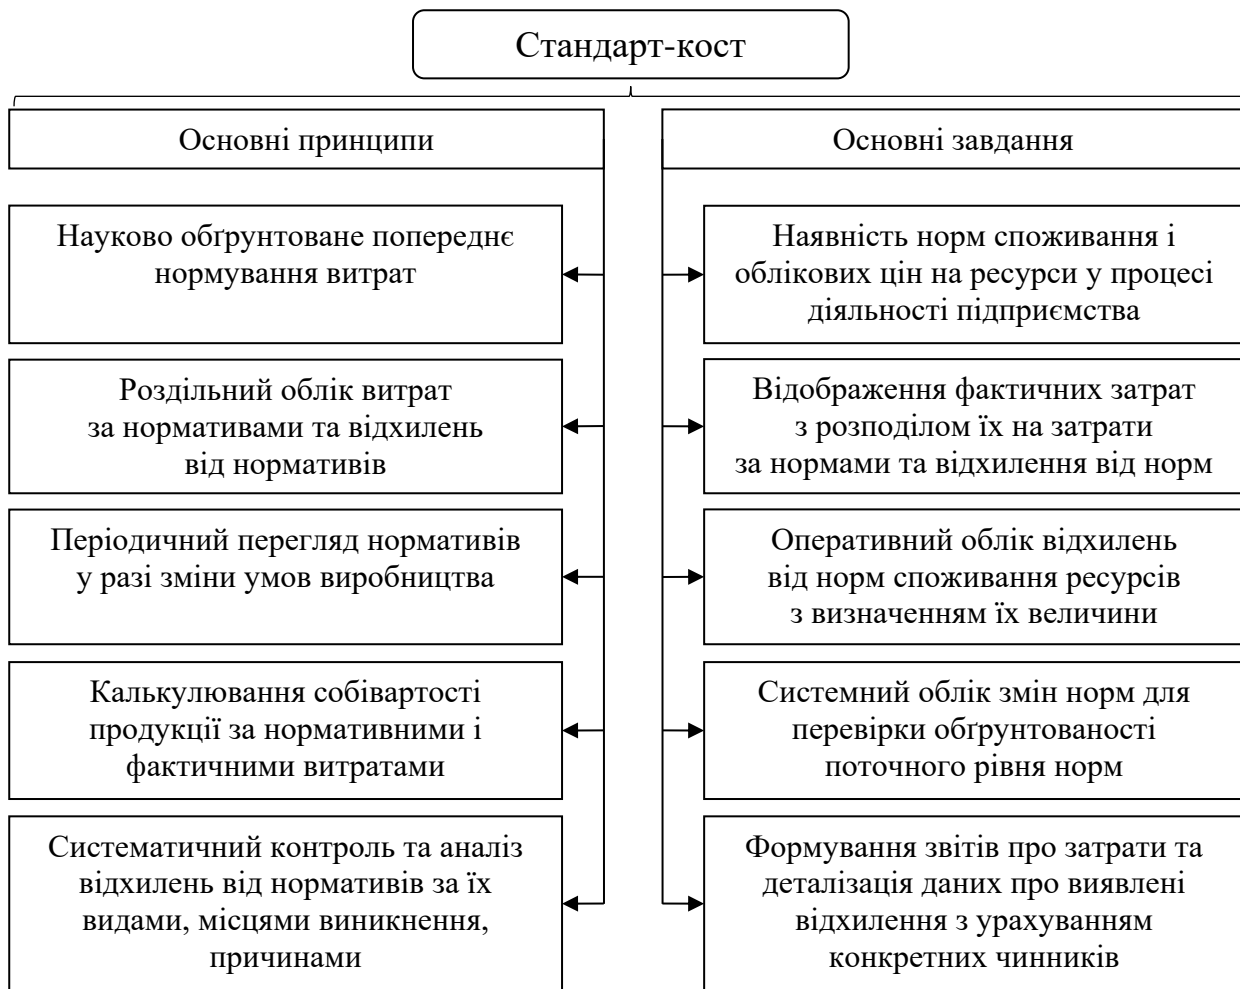 Стандарт-кост
Основні принципи
Науково обґрунтоване попереднє
нормування витрат
Роздільний облік витрат
за нормативами та відхилень
від нормативів
Періодичний перегляд нормативів
у разі зміни умов виробництва
Калькулювання собівартості
продукції за нормативними і
фактичними витратами
Систематичний контроль та аналіз
відхилень від нормативів за їх
видами, місцями виникнення,
причинами
Основні завдання
Наявність норм споживання і
облікових цін на ресурси у процесі
діяльності підприємства
Відображення фактичних затрат
з розподілом їх на затрати
за нормами та відхилення від норм
Оперативний облік відхилень
від норм споживання ресурсів
з визначенням їх величини
Системний облік змін норм для
перевірки обґрунтованості
поточного рівня норм
Формування звітів про затрати та
деталізація даних про виявлені
відхилення з урахуванням
конкретних чинників